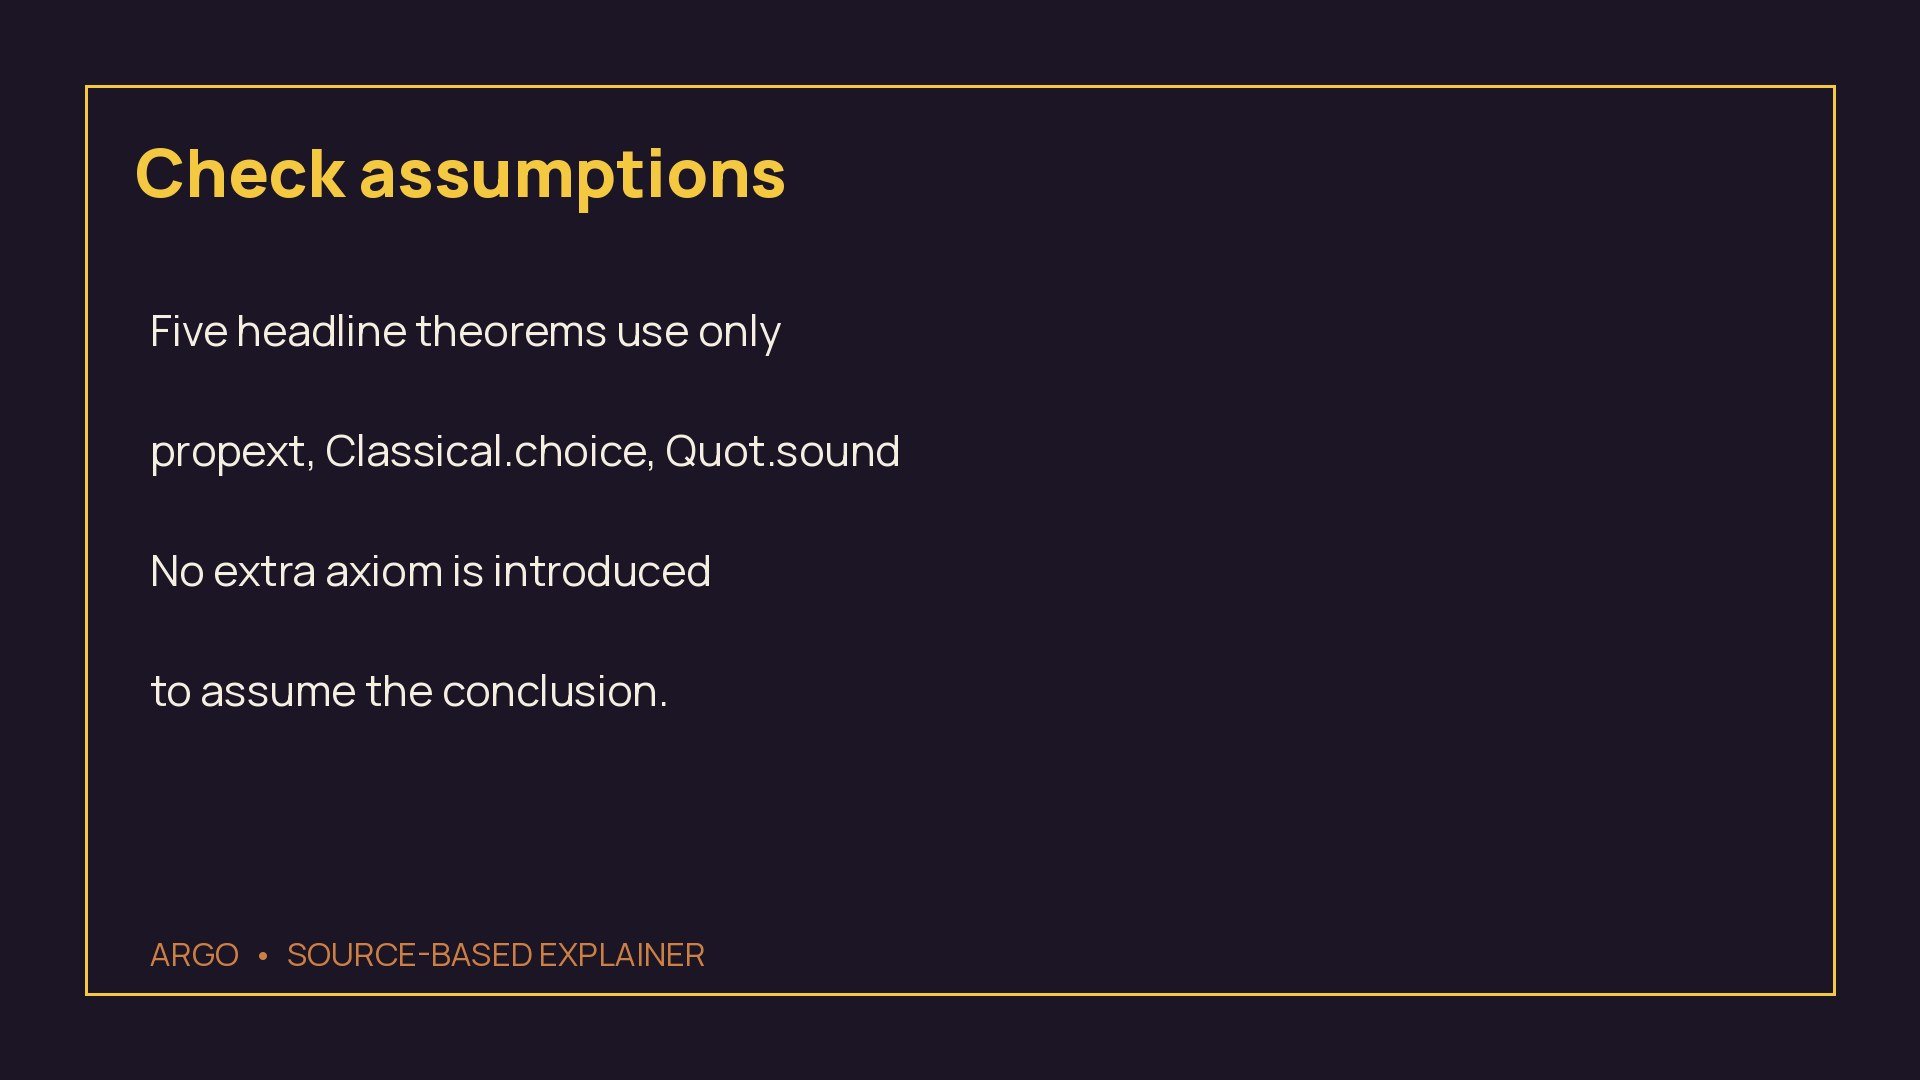 Check assumptions
Five headline theorems use only
propext, Classical.choice, Quot.sound
No extra axiom is introduced
to assume the conclusion.
ARGO • SOURCE-BASED EXPLAINER